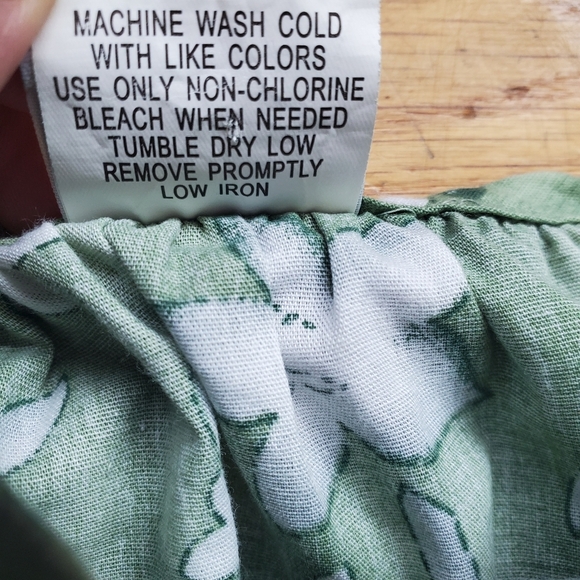 MACHINE WASH COLD
WITH LIKE COLORS
USE ONLY NON-CHLORINE
BLEACH WHEN NEEDED
TUMBLE DRY LOW
REMOVE PROMPTLY
LOW IRON